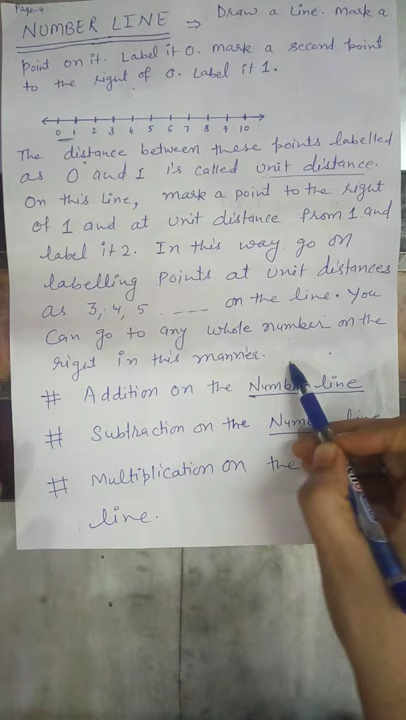 Page-4
NUMBER LINE ⇒ Draw a Line. Mark a
point on it. Label it 0. mark a second point
to the right of 0. Label it 1.
0 1 2 3 4 5 6 7 8 9 10
The distance between these points labelled
as 0 and 1 is called unit distance.
On this Line, mark a point to the right
of 1 and at unit distance from 1 and
label it 2. In this way go on
labelling points at unit distances
as 3, 4, 5 ---- on the line. You
can go to any whole number on the
right in this manner.
# Addition on the Number line
# Subtraction on the line
# Multiplication on the
line.